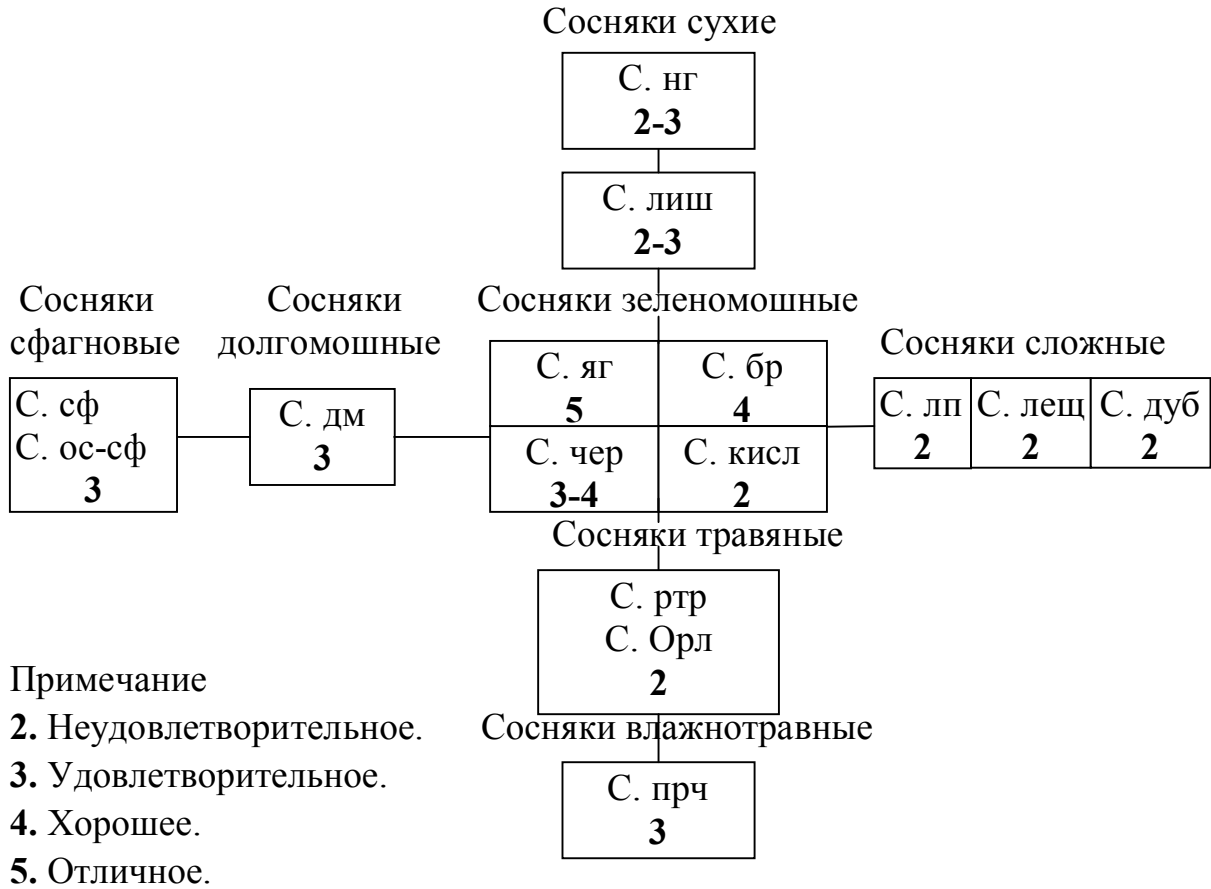 Сосняки сухие
С. нг
2-3
С. лиш
2-3
Сосняки
сфагновые
С. сф
С. ос-сф
3
Сосняки
долгомошные
С. дм
3
Сосняки зеленомошные
С. яг
5
С. бр
4
С. чер
3-4
С. кисл
2
Сосняки сложные
С. лп
2
С. лещ
2
С. дуб
2
Сосняки травяные
С. ртр
С. Орл
2
Сосняки влажнотравные
С. прч
3
Примечание
2. Неудовлетворительное.
3. Удовлетворительное.
4. Хорошее.
5. Отличное.